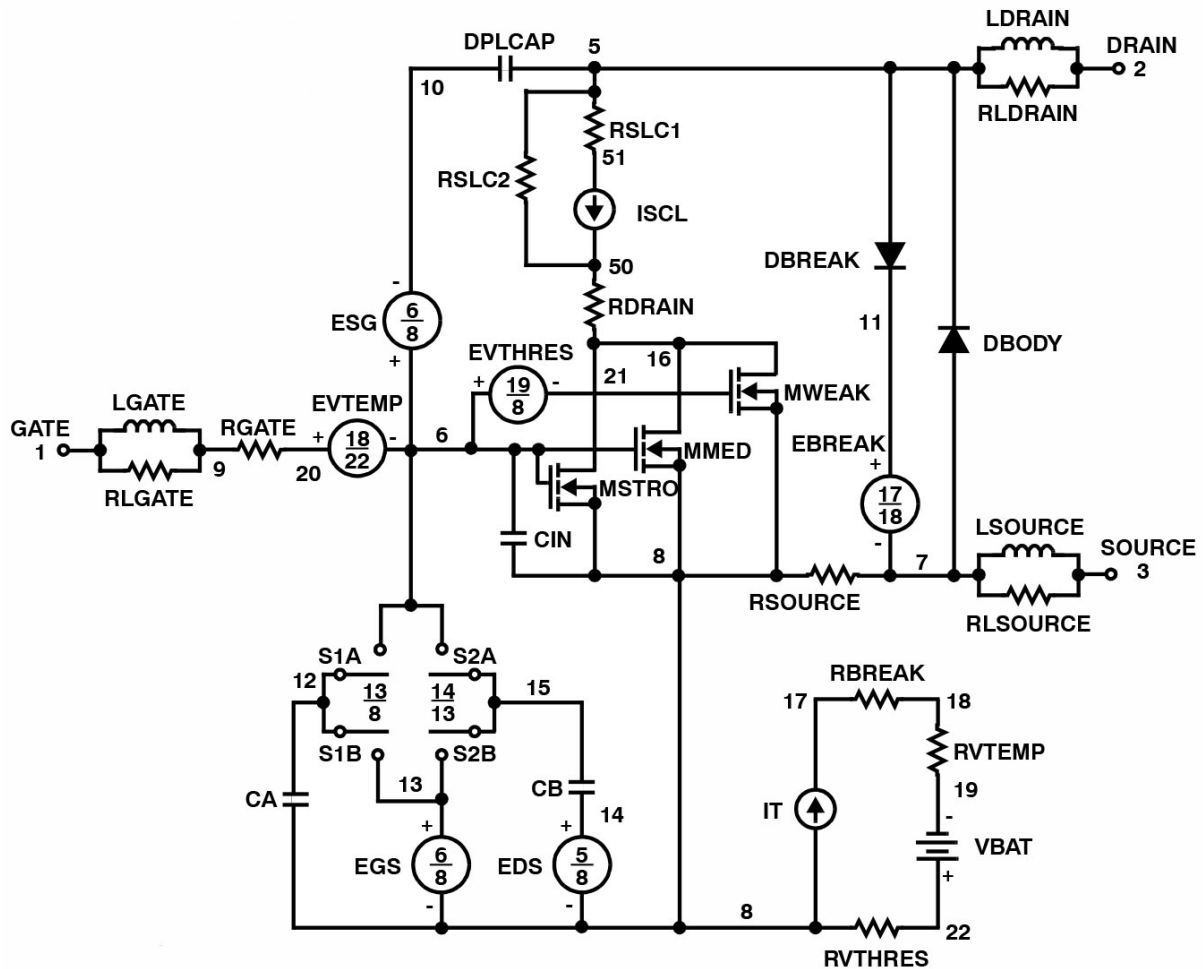 LDRAIN
DPLCAP
5
DRAIN
2
10
RLDRAIN
RSLC1
51
RSLC2
ISCL
50
DBREAK
RDRAIN
-
ESG
6
8
+
11
DBODY
EVTHRES
16
21
+
19
8
-
MWEAK
LGATE
EVTEMP
GATE
1
RGATE
+
18
22
-
6
EBREAK
+
MMED
9
20
RLGATE
MSTRO
17
18
-
LSOURCE
CIN
8
7
SOURCE
3
RSOURCE
RLSOURCE
S1A
S2A
12
13
8
14
13
15
RBREAK
17
18
S1B
S2B
RVTEMP
13
CA
CB
19
14
IT
-
VBAT
+
+
+
EGS
6
8
EDS
5
8
-
-
8
22
RVTHRES